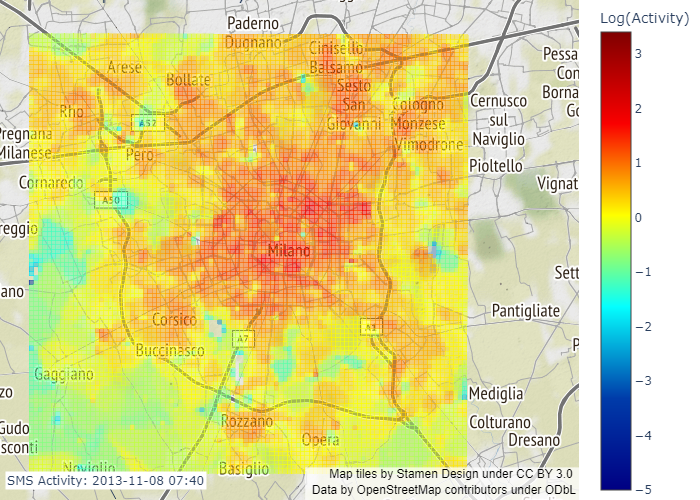 Log(Activity)
Paderno
Dugnano
Cinisello
Balsamo
Arese
Bollate
Sesto
San
Giovanni
Cologno
Monzese
Vimodrone
Rho
A52
Pero
Pregnana
Milanese
Cornaredo
A50
reggio
Milano
ano
Corsico
Buccinasco
A7
A1
Gaggiano
zo
Gudo
sconti
Rozzano
Opera
Noviglio
Basiglio
Pessa
Con
Borna
Go
Cernusco
sul
Naviglio
Pioltello
Vignat
Sett
Pantigliate
P
Mediglia
Colturano
Dresano
3
2
1
0
−1
−2
−3
−4
−5
SMS Activity: 2013-11-08 07:40
Map tiles by Stamen Design under CC BY 3.0
Data by OpenStreetMap contributors under ODbL